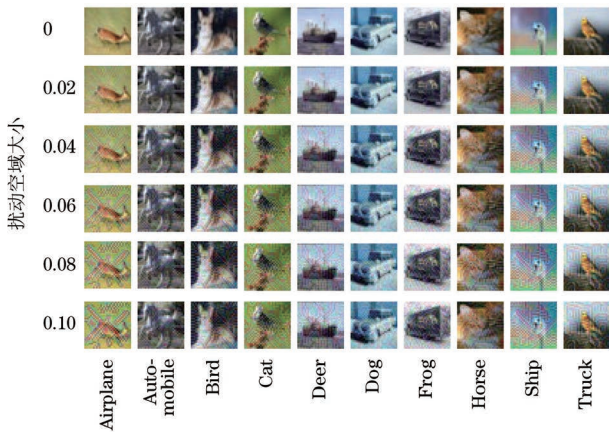 0
0.02
0.04
0.06
0.08
0.10
扰动空域大小
Airplane
Auto-
mobile
Bird
Cat
Deer
Dog
Frog
Horse
Ship
Truck